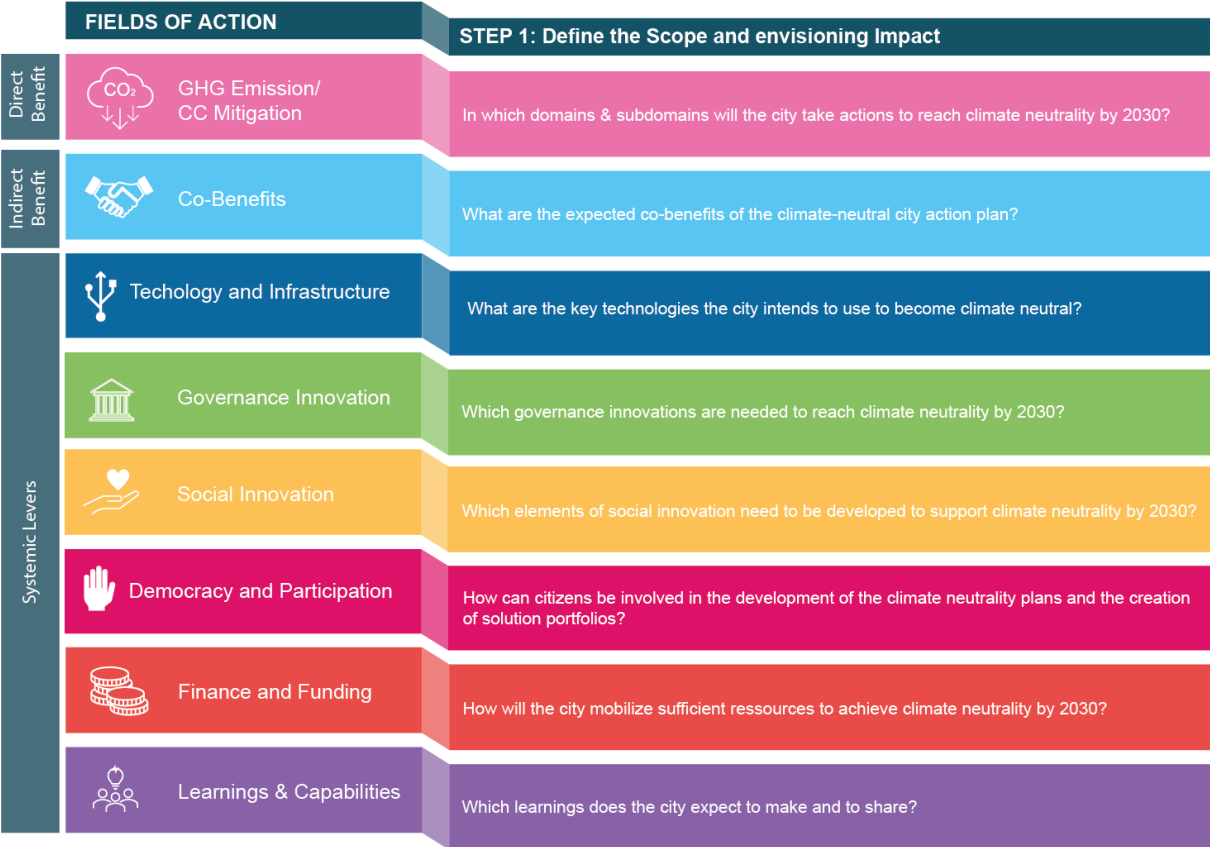 FIELDS OF ACTION
STEP 1: Define the Scope and envisioning Impact
Direct
Benefit
CO2
GHG Emission/
CC Mitigation
In which domains & subdomains will the city take actions to reach climate neutrality by 2030?
Indirect
Benefit
Co-Benefits
What are the expected co-benefits of the climate-neutral city action plan?
Systemic Levers
Techology and Infrastructure
What are the key technologies the city intends to use to become climate neutral?
Governance Innovation
Which governance innovations are needed to reach climate neutrality by 2030?
Social Innovation
Which elements of social innovation need to be developed to support climate neutrality by 2030?
Democracy and Participation
How can citizens be involved in the development of the climate neutrality plans and the creation
of solution portfolios?
Finance and Funding
How will the city mobilize sufficient ressources to achieve climate neutrality by 2030?
Learnings & Capabilities
Which learnings does the city expect to make and to share?